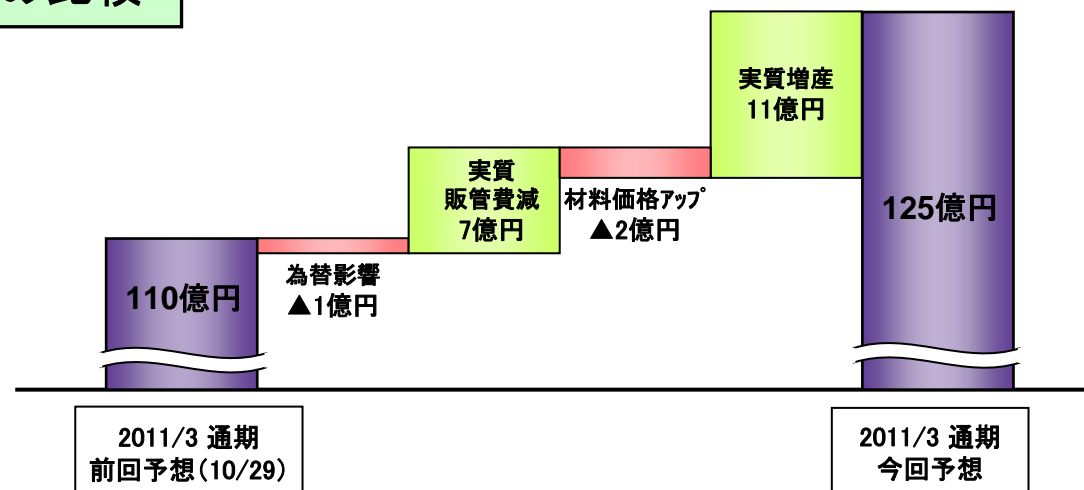 の比較
実質増産
11億円
実質
販管費減
7億円
材料価格アップ
▲2億円
125億円
110億円
為替影響
▲1億円
2011/3 通期
前回予想(10/29)
2011/3 通期
今回予想